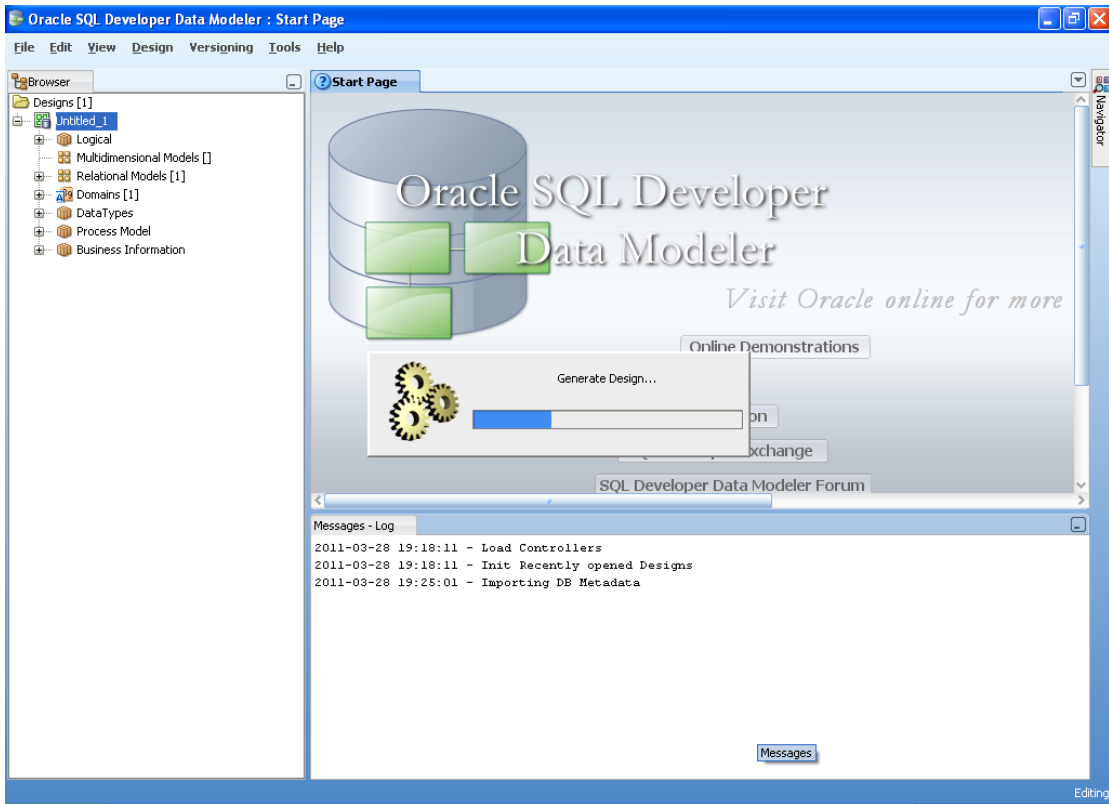 Oracle SQL Developer Data Modeler : Start Page
File Edit View Design Versioning Tools Help
Browser
Designs [1]
Untitled_1
Logical
Multidimensional Models []
Relational Models [1]
Domains [1]
DataTypes
Process Model
Business Information
Start Page
Oracle SQL Developer
Data Modeler
Visit Oracle online for more
Online Demonstrations
Generate Design...
on
xchange
SQL Developer Data Modeler Forum
Navigator
Messages - Log
2011-03-28 19:18:11 - Load Controllers
2011-03-28 19:18:11 - Init Recently opened Designs
2011-03-28 19:25:01 - Importing DB Metadata
Messages
Editing